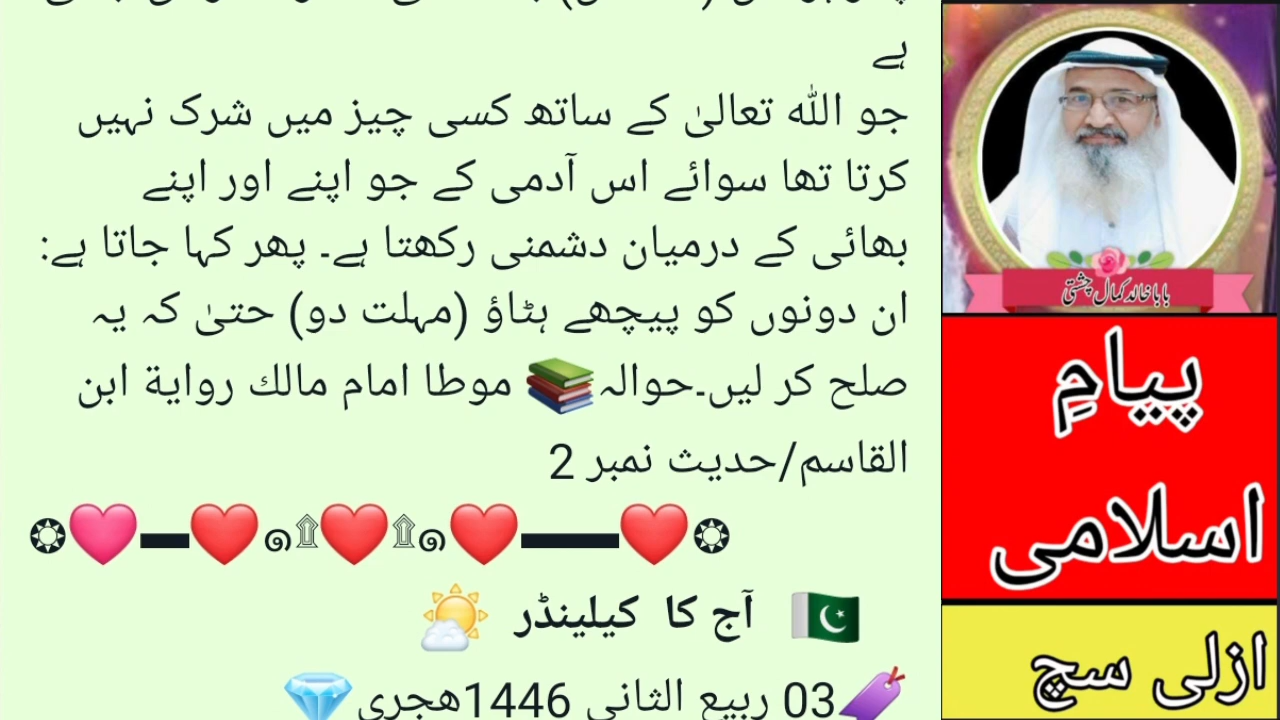 ہے
جو اللہ تعالیٰ کے ساتھ کسی چیز میں شرک نہیں
کرتا تھا سوائے اس آدمی کے جو اپنے اور اپنے
بھائی کے درمیان دشمنی رکھتا ہے۔ پھر کہا جاتا ہے:
ان دونوں کو پیچھے ہٹاؤ (مہلت دو) حتیٰ کہ یہ
صلح کر لیں۔حوالہ📚 موطا امام مالك رواية ابن
القاسم/حدیث نمبر 2
❂❤▬▬❤๑۩❤۩๑❤▬❤❂
🇵🇰 آج کا کیلینڈر 🌤
🔖03 ربیع الثانی 1446ھجری💎
بابا خالد کمال چشتی
پیامِ
اسلامی
ازلی سچ